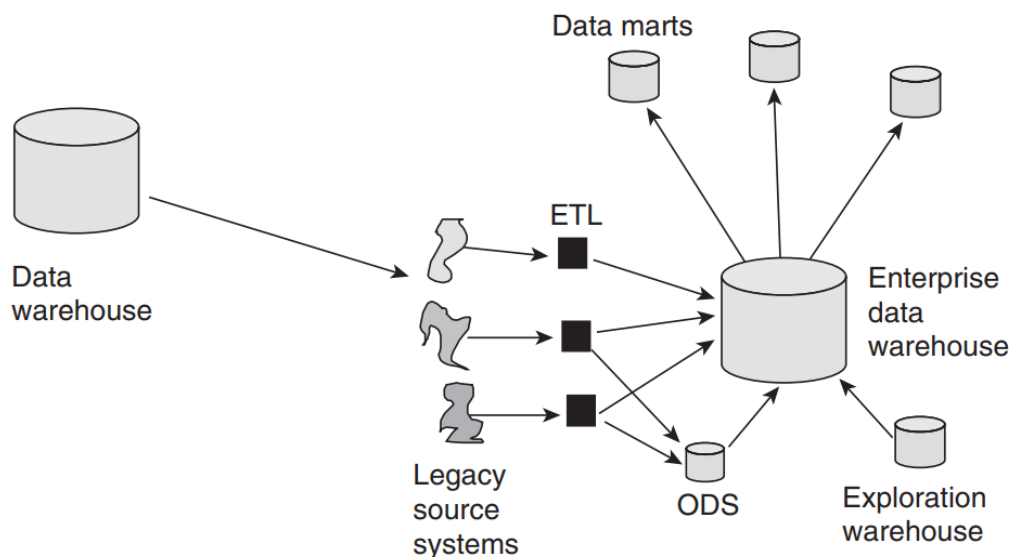 Data marts
ETL
Data
warehouse
Enterprise
data
warehouse
Legacy
source
systems
ODS
Exploration
warehouse